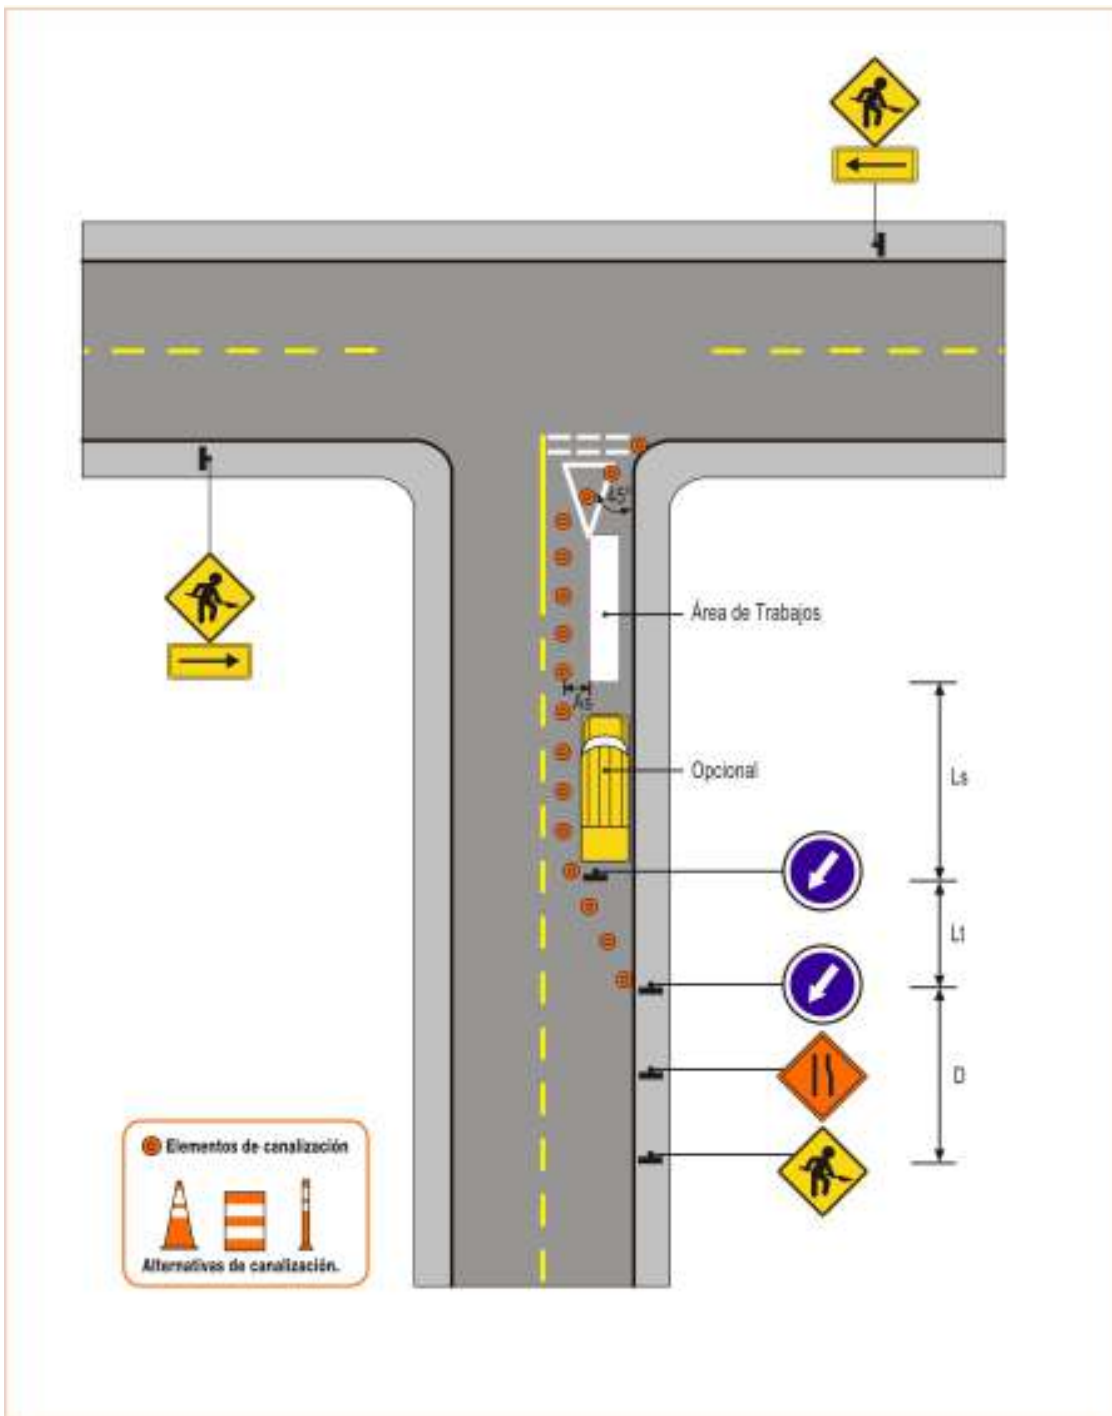 45°
Área de Trabajos
As
Opcional
Ls
Lt
D
Elementos de canalización
Alternativas de canalización.